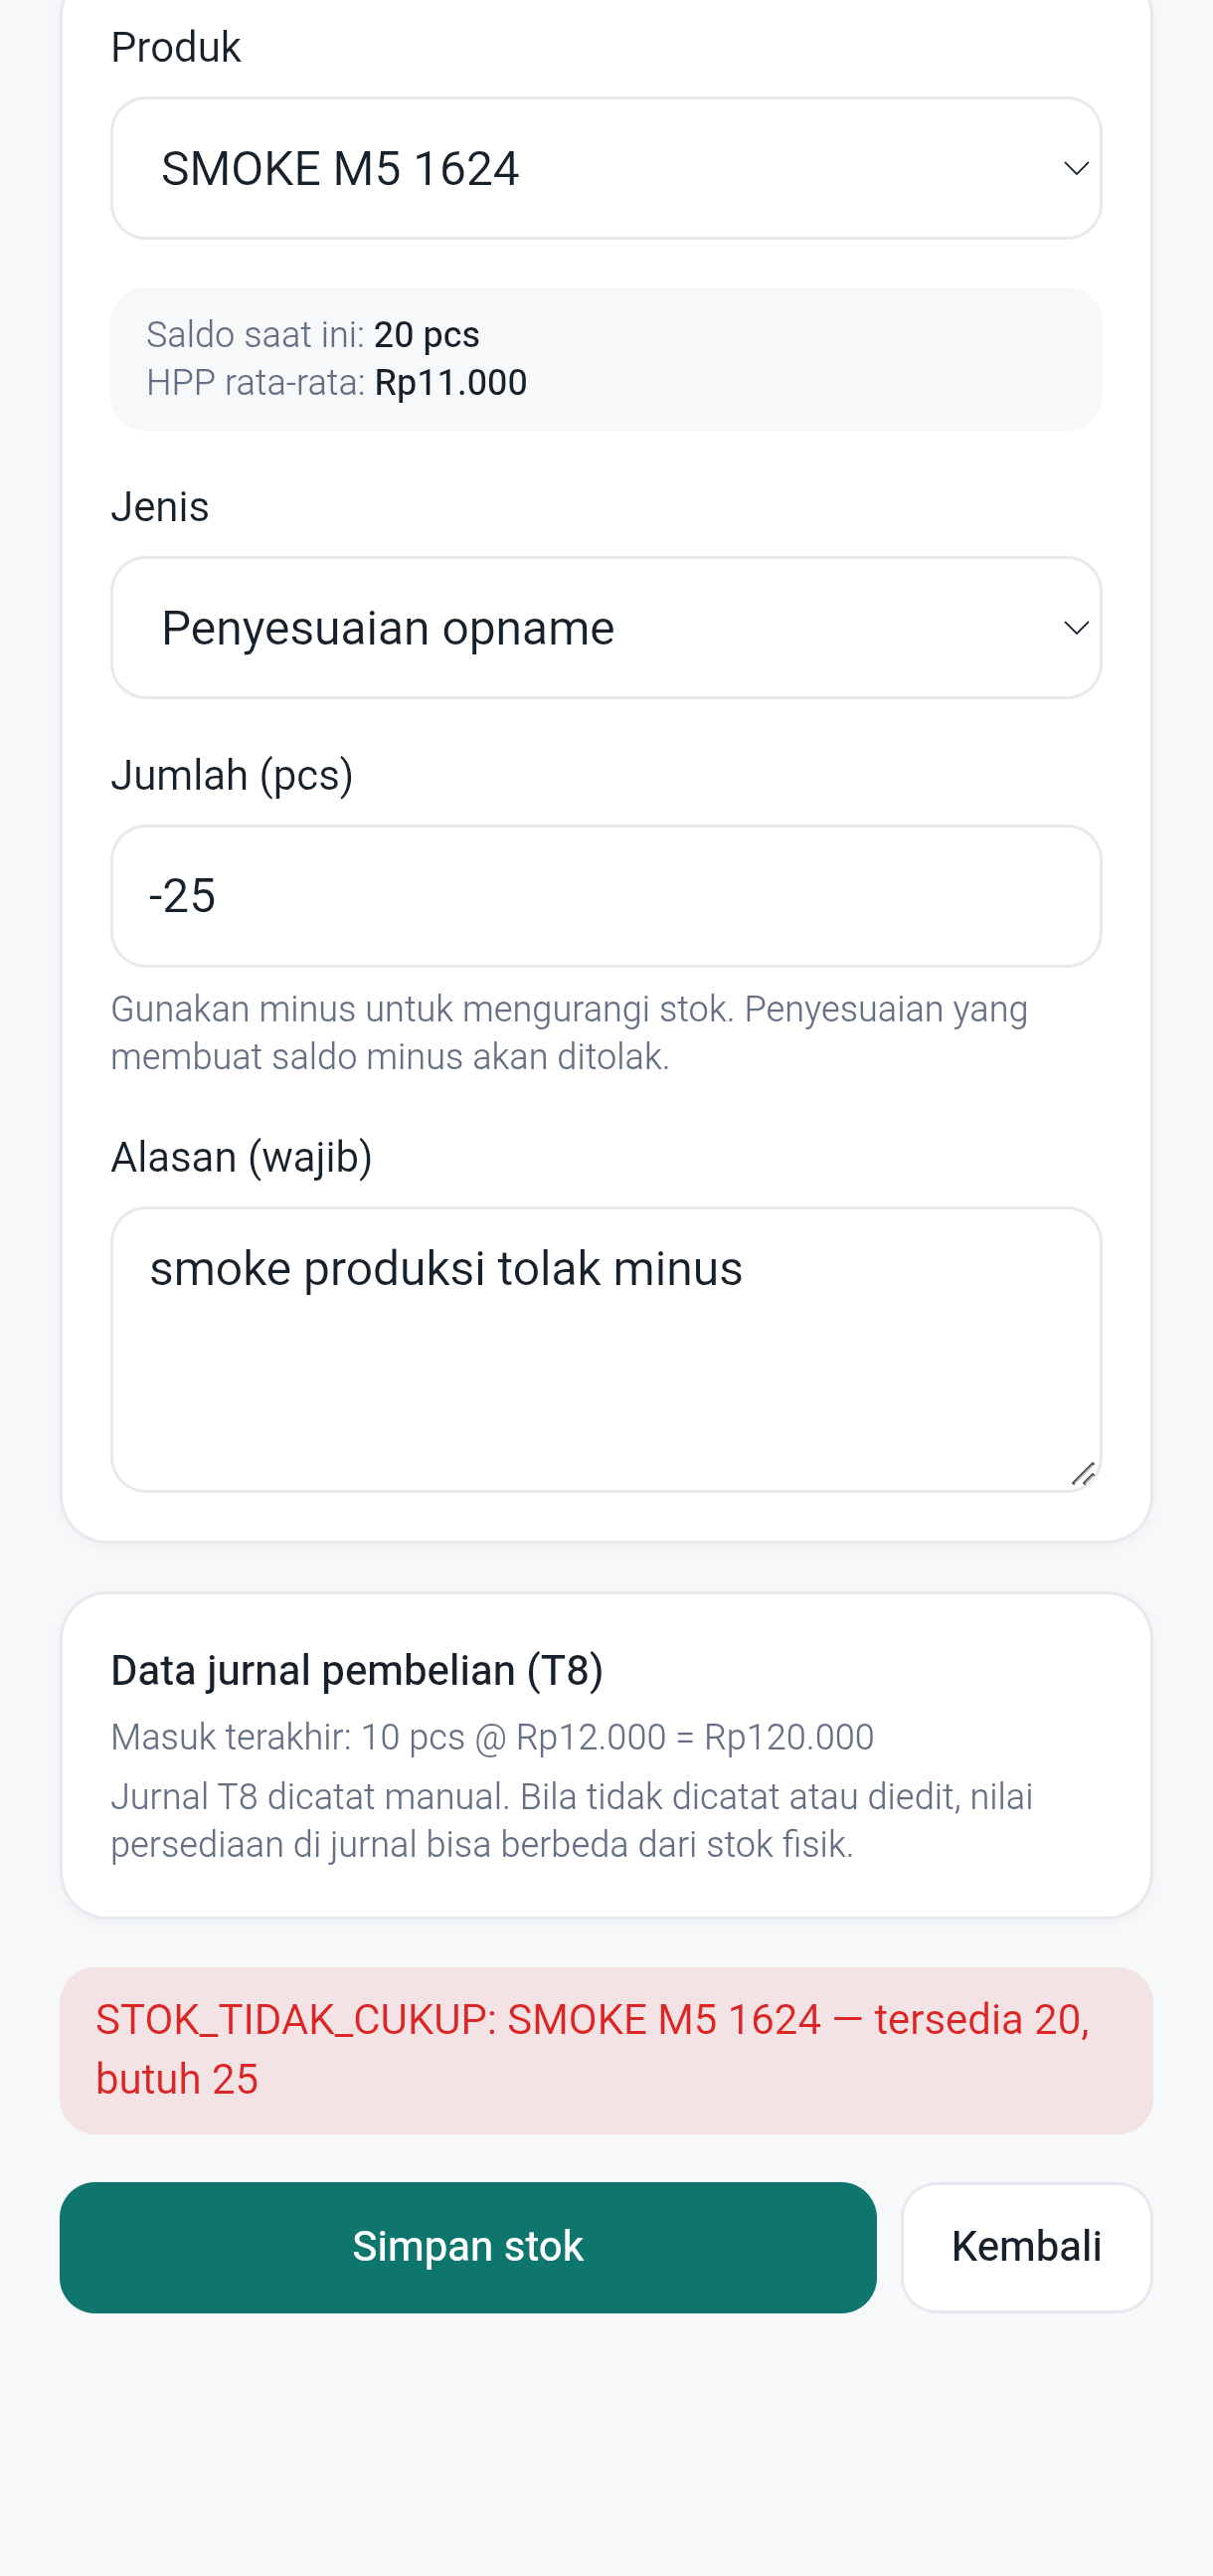 Produk
SMOKE M5 1624
Saldo saat ini: 20 pcs
HPP rata-rata: Rp11.000
Jenis
Penyesuaian opname
Jumlah (pcs)
-25
Gunakan minus untuk mengurangi stok. Penyesuaian yang
membuat saldo minus akan ditolak.
Alasan (wajib)
smoke produksi tolak minus
Data jurnal pembelian (T8)
Masuk terakhir: 10 pcs @ Rp12.000 = Rp120.000
Jurnal T8 dicatat manual. Bila tidak dicatat atau diedit, nilai
persediaan di jurnal bisa berbeda dari stok fisik.
STOK_TIDAK_CUKUP: SMOKE M5 1624 — tersedia 20,
butuh 25
Simpan stok
Kembali